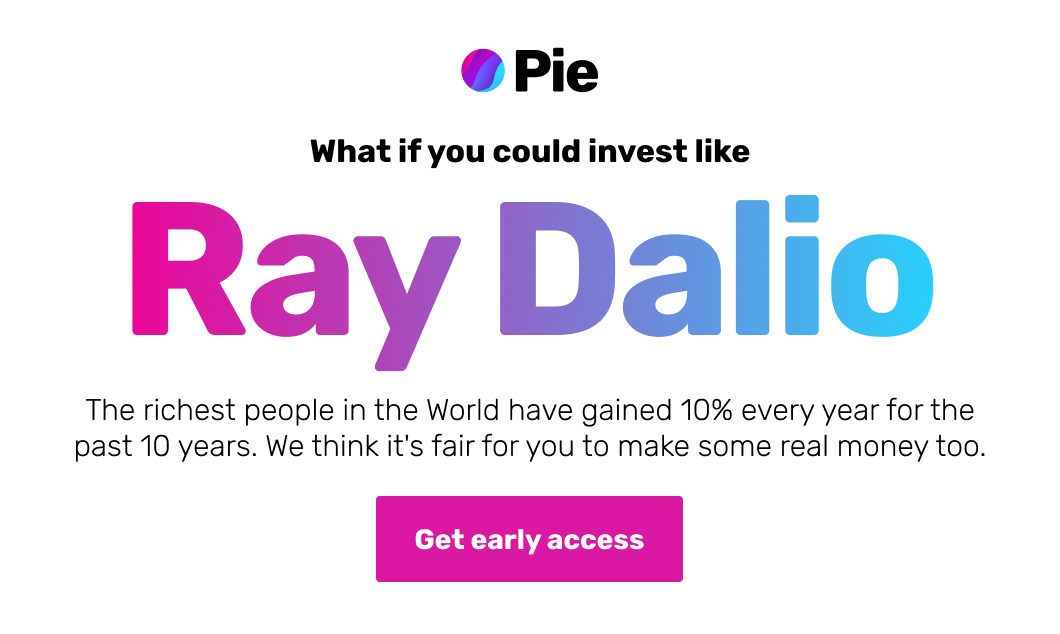 Pie
What if you could invest like
Ray Dalio
The richest people in the World have gained 10% every year for the
past 10 years. We think it's fair for you to make some real money too.
Get early access